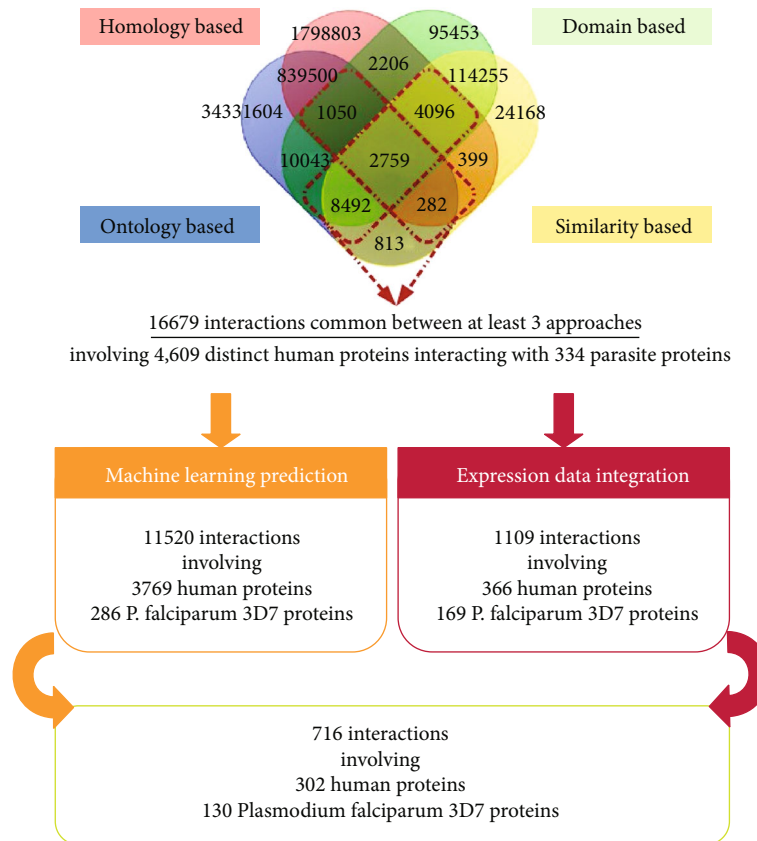 Homology based
1798803
95453
Domain based
839500
2206
114255
34331604
1050
4096
24168
10043
2759
399
8492
282
Ontology based
813
Similarity based
16679 interactions common between at least 3 approaches
involving 4,609 distinct human proteins interacting with 334 parasite proteins
Machine learning prediction
11520 interactions
involving
3769 human proteins
286 P. falciparum 3D7 proteins
Expression data integration
1109 interactions
involving
366 human proteins
169 P. falciparum 3D7 proteins
716 interactions
involving
302 human proteins
130 Plasmodium falciparum 3D7 proteins